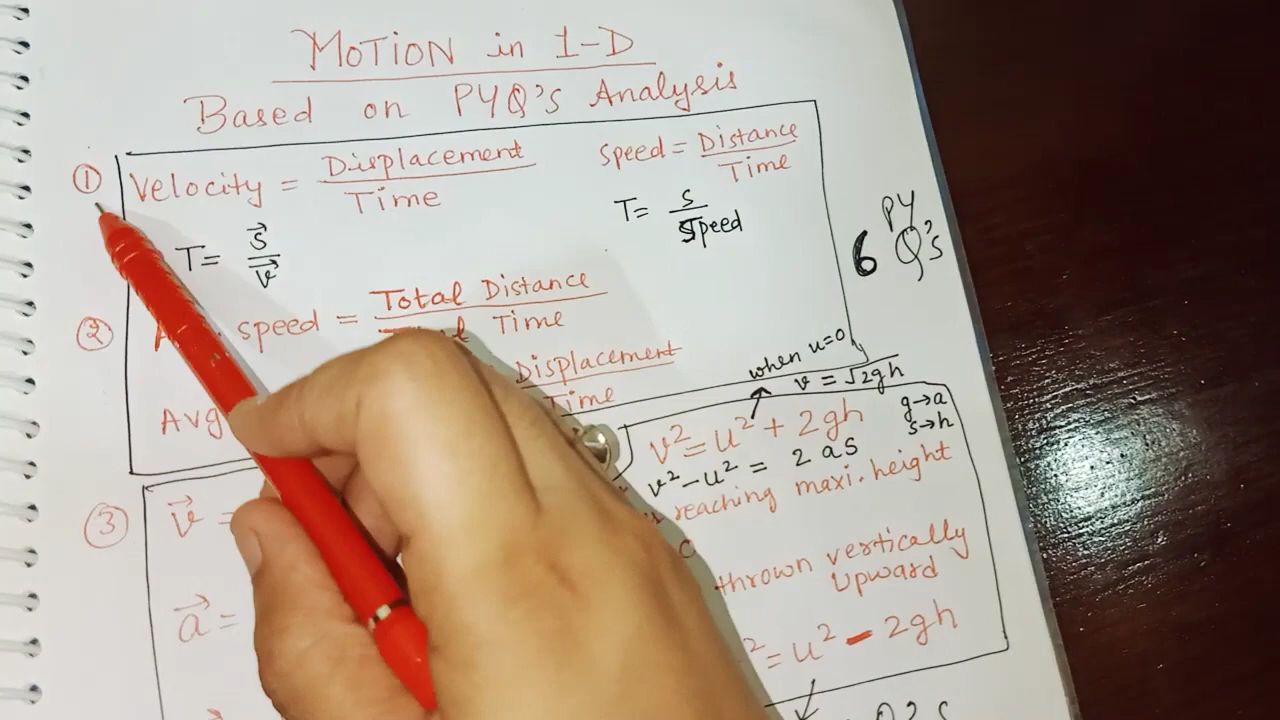 MOTION in 1-D
Based on PYQ's Analysis
① Velocity = Displacement / Time
Speed = Distance / Time
T = s⃗ / v⃗
T = s / Speed
6 PYQ's
② speed = Total Distance / Time
Displacement / Time
Avg
when u=0
v = √2gh
v² = u² + 2gh
g→a
s→h
v² - u² = 2as
reaching maxi. height
③ v⃗ =
thrown vertically
upward
a⃗ =
² = u² - 2gh
Q's